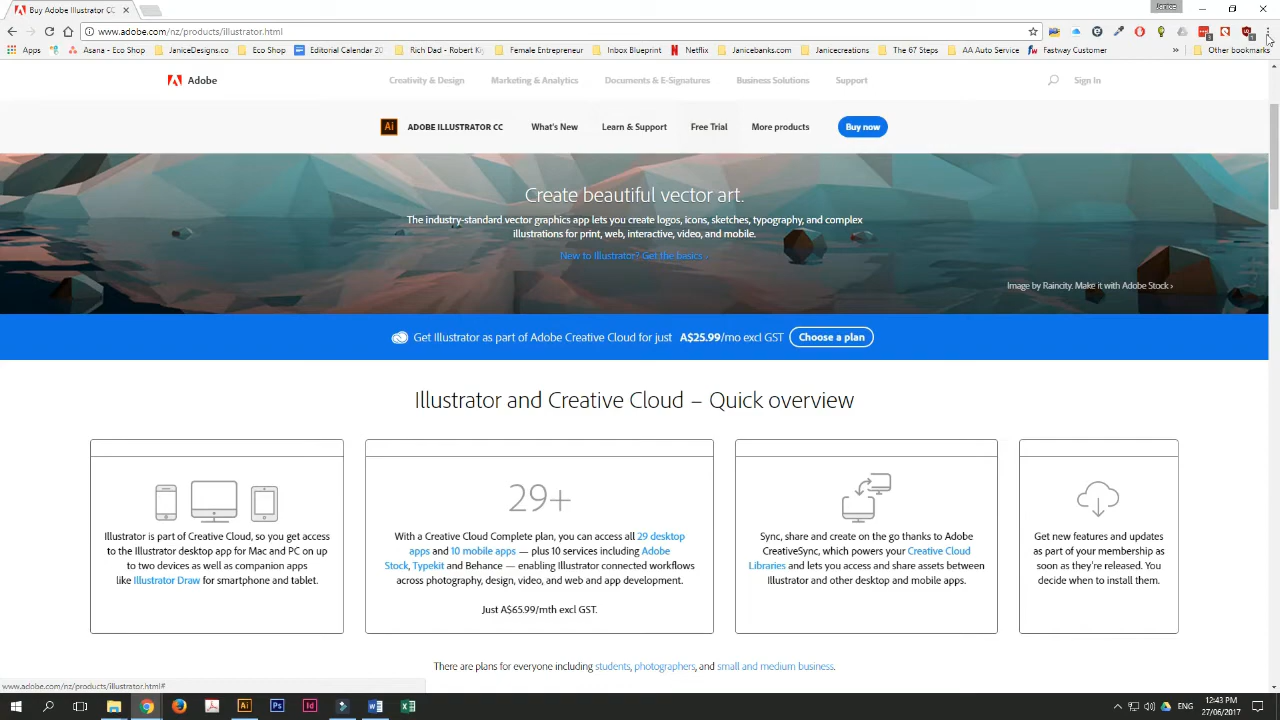 Buy Adobe Illustrator CC
Janice
www.adobe.com/nz/products/illustrator.html
Apps
Asana - Eco Shop
JaniceDesigns.co
Eco Shop
Editorial Calendar 20
Rich Dad - Robert Ki
Female Entrepreneur
Inbox Blueprint
Netflix
Janicebanks.com
Janicecreations
The 67 Steps
AA Auto Service
Fastway Customer
»
Other bookmarks
Adobe
Creativity & Design
Marketing & Analytics
Documents & E-Signatures
Business Solutions
Support
Sign In
Ai
ADOBE ILLUSTRATOR CC
What's New
Learn & Support
Free Trial
More products
Buy now
Create beautiful vector art.
The industry-standard vector graphics app lets you create logos, icons, sketches, typography, and complex
illustrations for print, web, interactive, video, and mobile.
New to Illustrator? Get the basics ›
Image by Raincity. Make it with Adobe Stock ›
Get Illustrator as part of Adobe Creative Cloud for just A$25.99/mo excl GST
Choose a plan
Illustrator and Creative Cloud – Quick overview
Illustrator is part of Creative Cloud, so you get access
to the Illustrator desktop app for Mac and PC on up
to two devices as well as companion apps
like Illustrator Draw for smartphone and tablet.
29+
With a Creative Cloud Complete plan, you can access all 29 desktop
apps and 10 mobile apps — plus 10 services including Adobe
Stock, Typekit and Behance — enabling Illustrator connected workflows
across photography, design, video, and web and app development.
Just A$65.99/mth excl GST.
Sync, share and create on the go thanks to Adobe
CreativeSync, which powers your Creative Cloud
Libraries and lets you access and share assets between
Illustrator and other desktop and mobile apps.
Get new features and updates
as part of your membership as
soon as they're released. You
decide when to install them.
There are plans for everyone including students, photographers, and small and medium business.
www.adobe.com/nz/products/illustrator.html#
Ai
Ps
Id
ENG
12:43 PM
27/06/2017